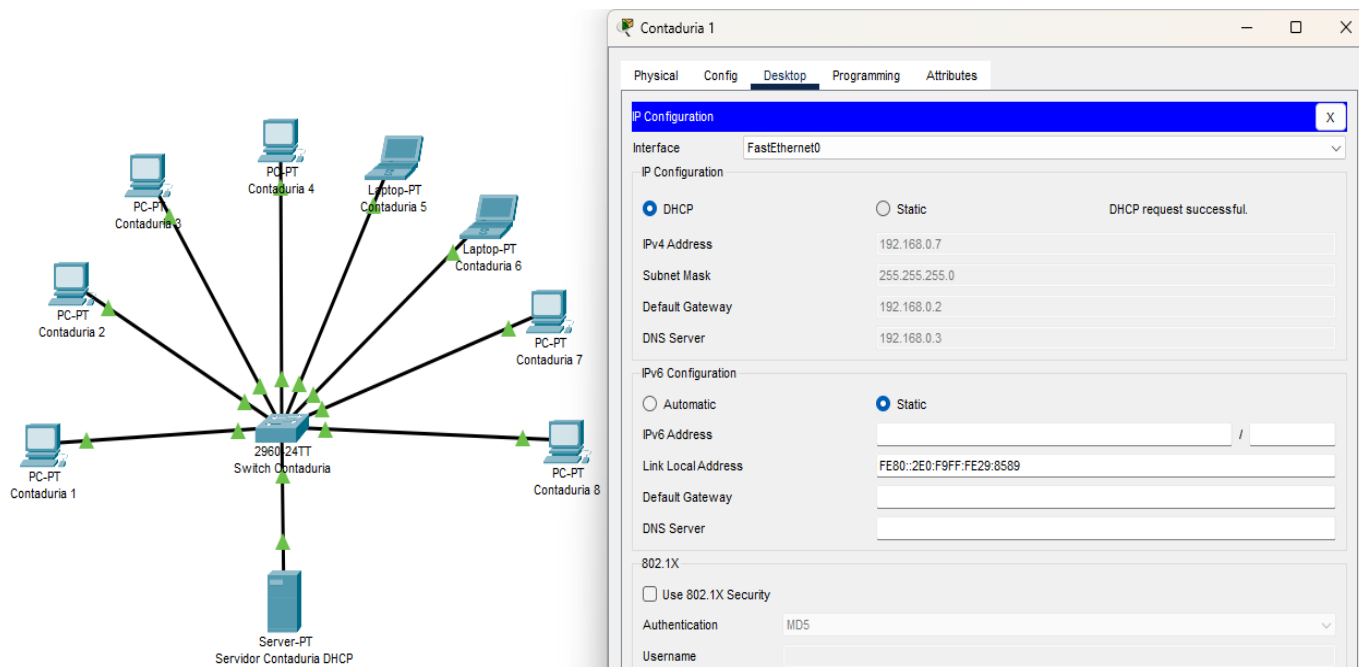 PC-PT
Contaduria 4
Laptop-PT
Contaduria 5
PC-PT
Contaduria 3
Laptop-PT
Contaduria 6
PC-PT
Contaduria 2
PC-PT
Contaduria 7
2960-24TT
Switch Contaduria
PC-PT
Contaduria 1
PC-PT
Contaduria 8
Server-PT
Servidor Contaduria DHCP
Contaduria 1
Physical Config Desktop Programming Attributes
IP Configuration X
Interface FastEthernet0
IP Configuration
DHCP Static DHCP request successful.
IPv4 Address 192.168.0.7
Subnet Mask 255.255.255.0
Default Gateway 192.168.0.2
DNS Server 192.168.0.3
IPv6 Configuration
Automatic Static
IPv6 Address /
Link Local Address FE80::2E0:F9FF:FE29:8589
Default Gateway
DNS Server
802.1X
Use 802.1X Security
Authentication MD5
Username